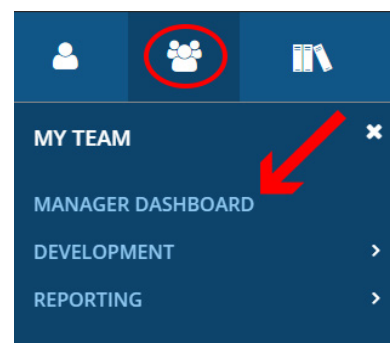 MY TEAM
MANAGER DASHBOARD
DEVELOPMENT
REPORTING